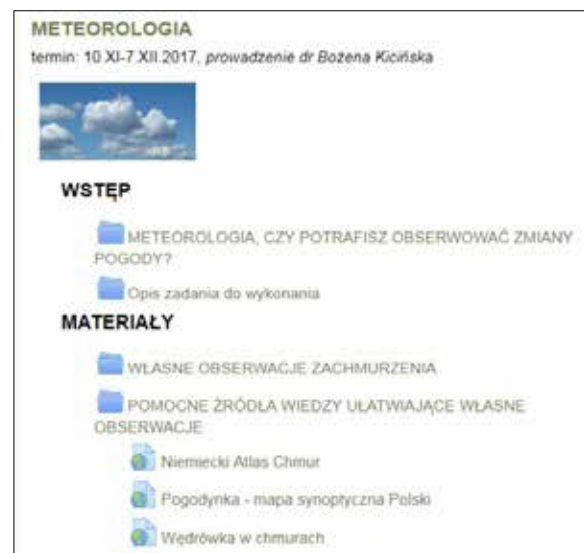 METEOROLOGIA
termin: 10 XI-7 XII 2017, prowadzenie dr Bożena Kicińska
WSTĘP
METEOROLOGIA, CZY POTRAFISZ OBSERWOWAĆ ZMIANY
POGODY?
Opis zadania do wykonania
MATERIAŁY
WŁASNE OBSERWACJE ZACHMURZENIA
POMOCNE ŹRÓDŁA WIEDZY UŁATWIAJĄCE WŁASNE
OBSERWACJE
Niemiecki Atlas Chmur
Pogodynka - mapa synoptyczna Polski
Wędrówka w chmurach